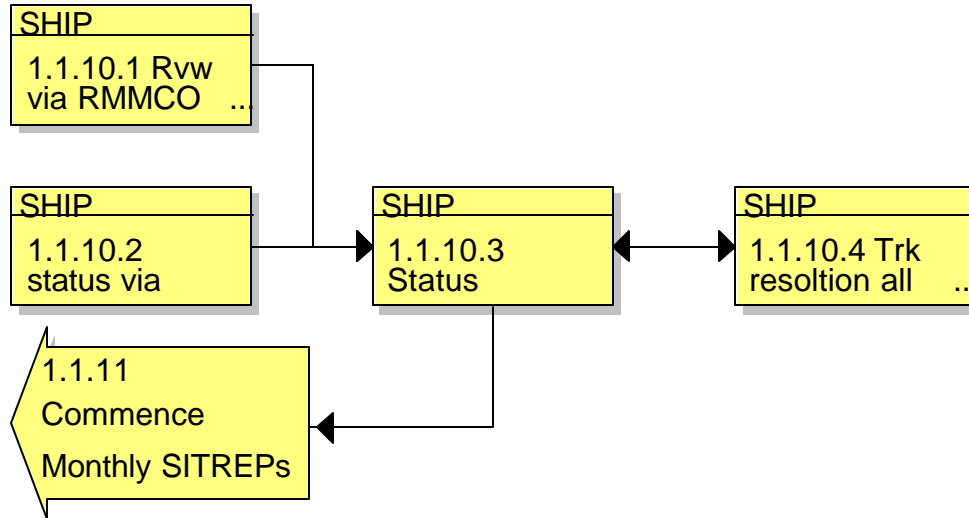 SHIP
1.1.10.1 Rvw
via RMMCO ...
SHIP
1.1.10.2
status via
SHIP
1.1.10.3
Status
SHIP
1.1.10.4 Trk
resoltion all ..
1.1.11
Commence
Monthly SITREPs